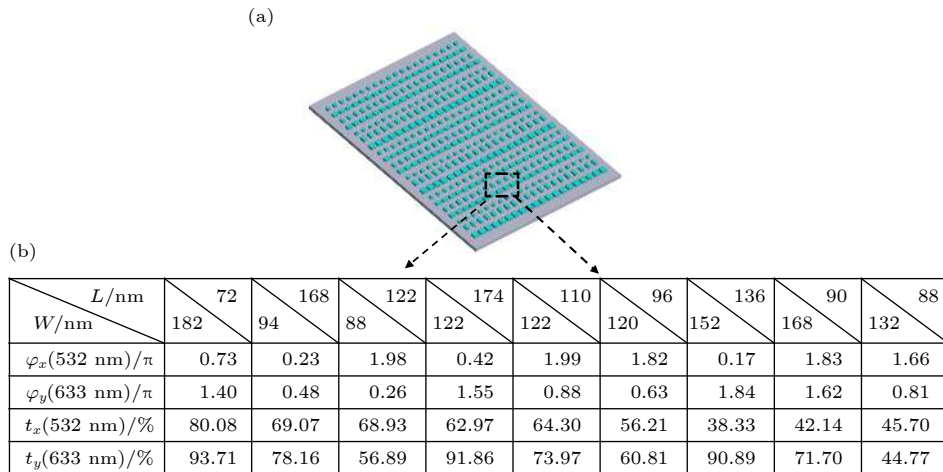 (a)
(b)
L/nm 72 168 122 174 110 96 136 90 88
W/nm 182 94 88 122 122 120 152 168 132
φx(532 nm)/π 0.73 0.23 1.98 0.42 1.99 1.82 0.17 1.83 1.66
φy(633 nm)/π 1.40 0.48 0.26 1.55 0.88 0.63 1.84 1.62 0.81
tx(532 nm)/% 80.08 69.07 68.93 62.97 64.30 56.21 38.33 42.14 45.70
ty(633 nm)/% 93.71 78.16 56.89 91.86 73.97 60.81 90.89 71.70 44.77